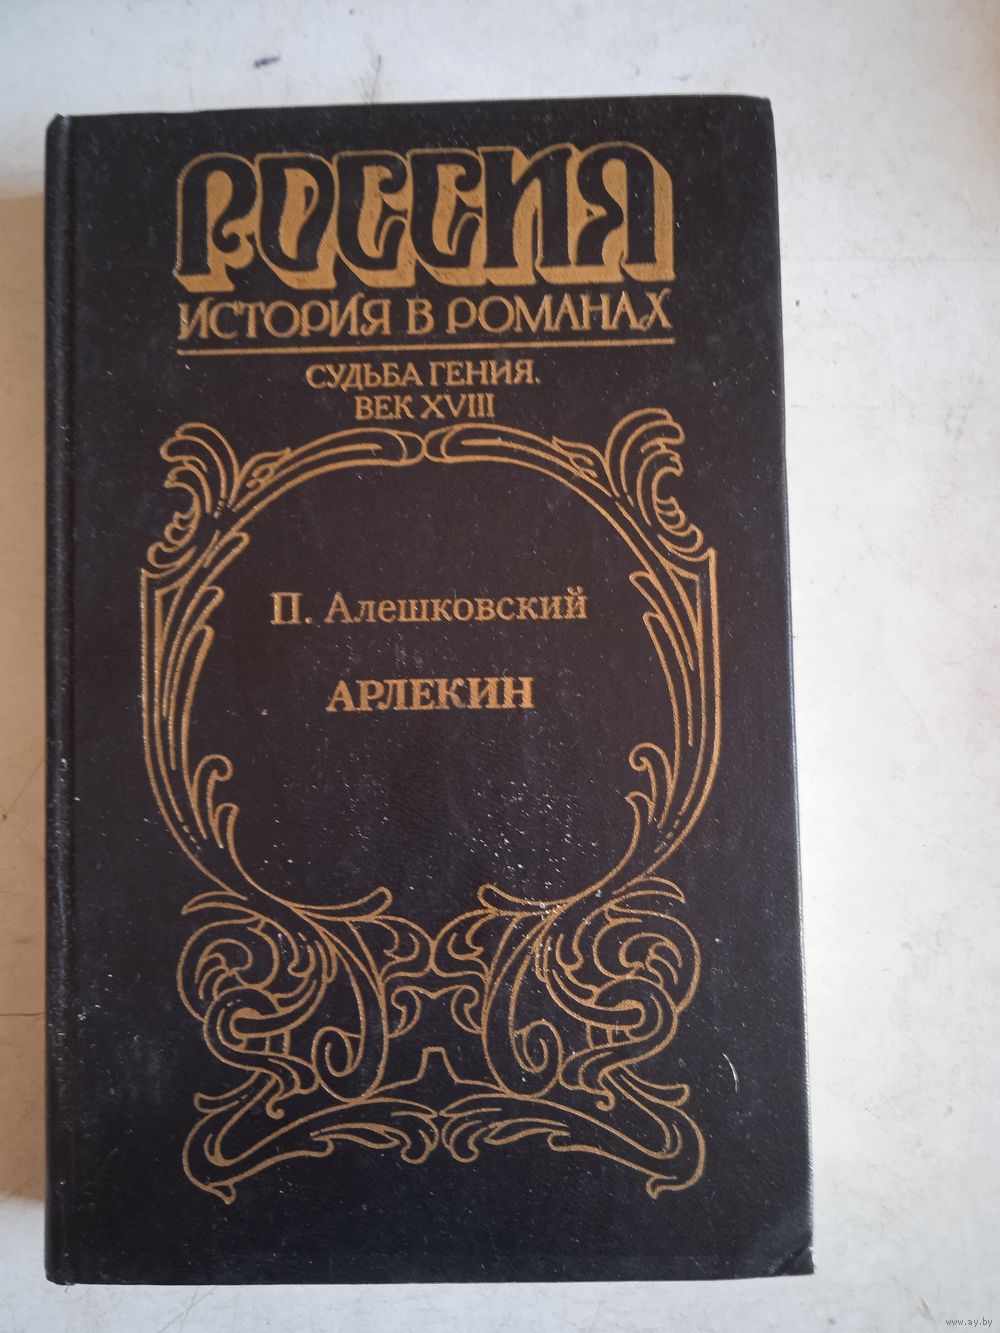 РОССИЯ
ИСТОРИЯ В РОМАНАХ
СУДЬБА ГЕНИЯ.
ВЕК XVIII
П. Алешковский
АРЛЕКИН
www.ay.by